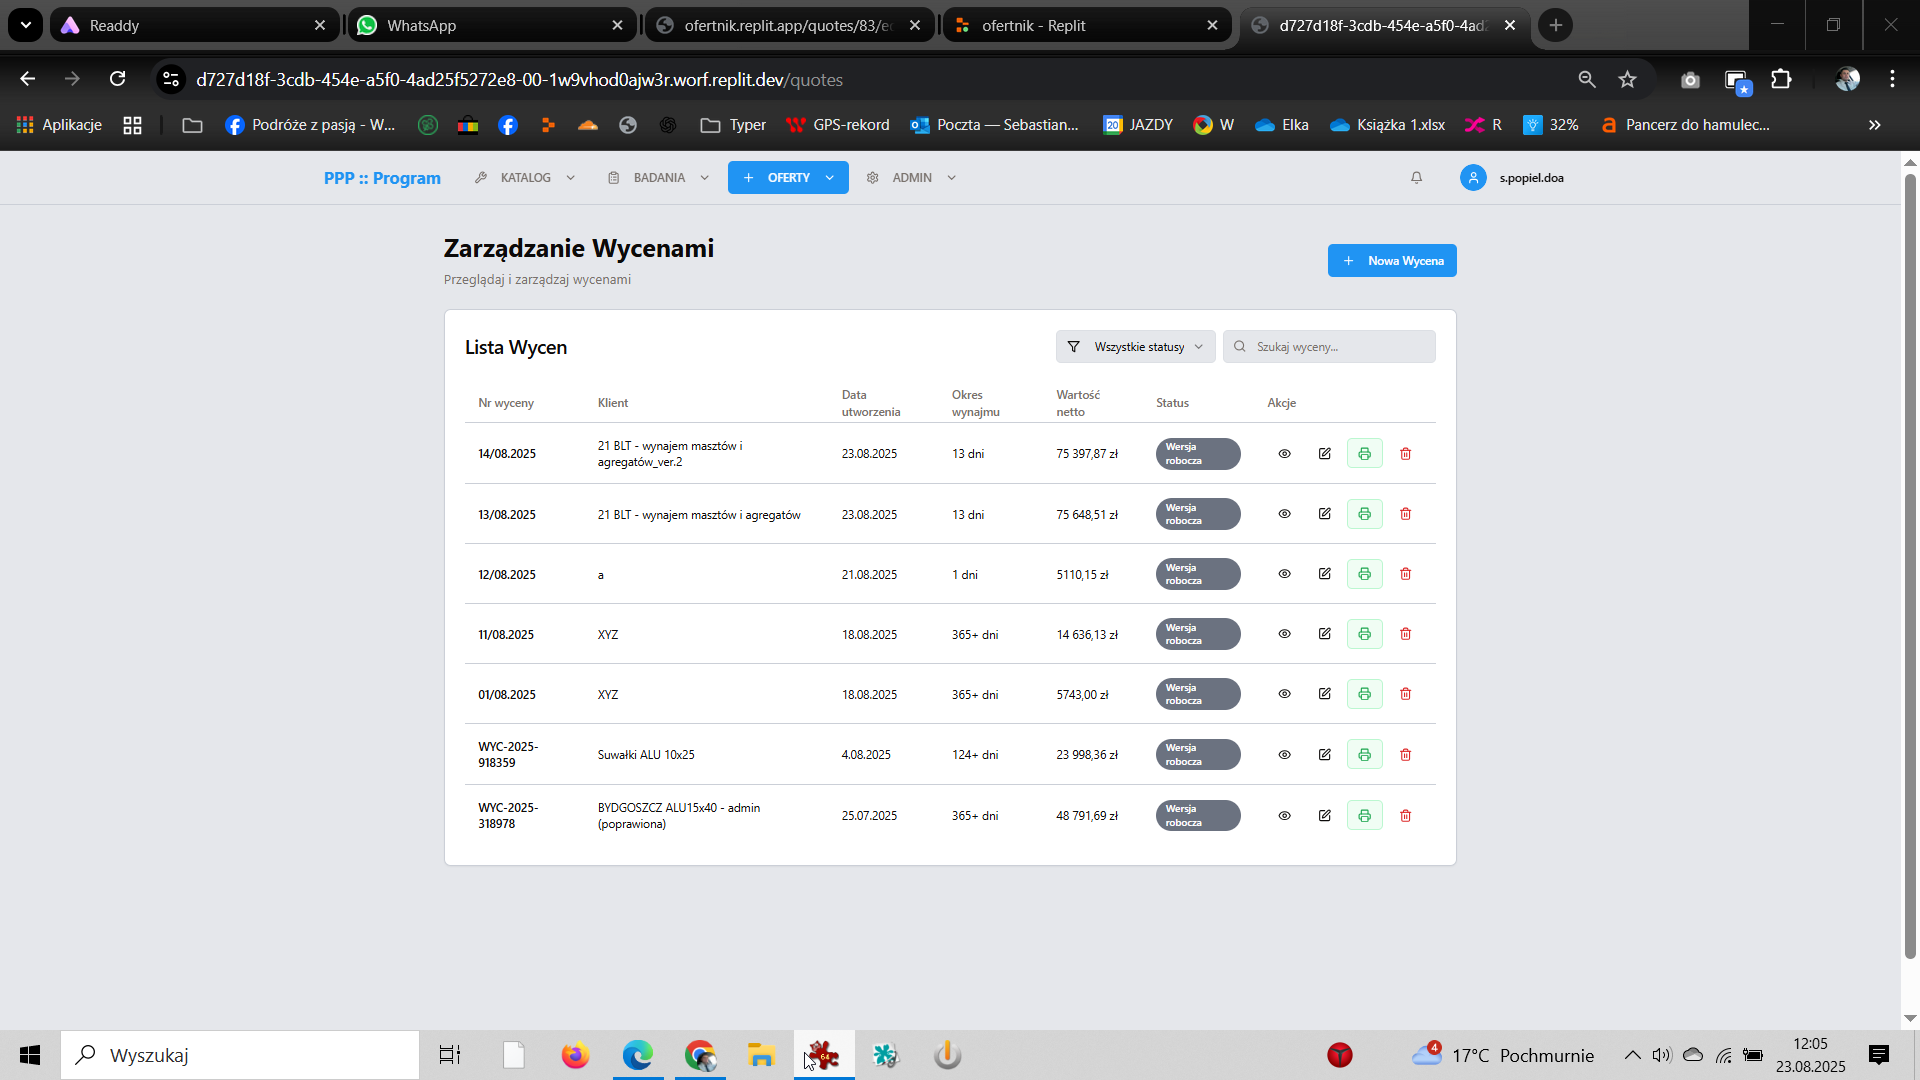 Readdy
WhatsApp
ofertnik.replit.app/quotes/83/e
ofertnik - Replit
d727d18f-3cdb-454e-a5f0-4ad
d727d18f-3cdb-454e-a5f0-4ad25f5272e8-00-1w9vhod0ajw3r.worf.replit.dev/quotes
Aplikacje
Podróże z pasją - W...
Typer
GPS-rekord
Poczta — Sebastian...
20 JAZDY
W
Elka
Książka 1.xlsx
R
32%
Pancerz do hamulec...
PPP :: Program
KATALOG
BADANIA
OFERTY
ADMIN
s.popiel.doa
Zarządzanie Wycenami
Przeglądaj i zarządzaj wycenami
Nowa Wycena
Lista Wycen
Wszystkie statusy
Szukaj wyceny...
Nr wyceny Klient Data utworzenia Okres wynajmu Wartość netto Status Akcje
14/08.2025 21 BLT - wynajem masztów i agregatów_ver.2 23.08.2025 13 dni 75 397,87 zł Wersja robocza
13/08.2025 21 BLT - wynajem masztów i agregatów 23.08.2025 13 dni 75 648,51 zł Wersja robocza
12/08.2025 a 21.08.2025 1 dni 5110,15 zł Wersja robocza
11/08.2025 XYZ 18.08.2025 365+ dni 14 636,13 zł Wersja robocza
01/08.2025 XYZ 18.08.2025 365+ dni 5743,00 zł Wersja robocza
WYC-2025-918359 Suwałki ALU 10x25 4.08.2025 124+ dni 23 998,36 zł Wersja robocza
WYC-2025-318978 BYDGOSZCZ ALU15x40 - admin (poprawiona) 25.07.2025 365+ dni 48 791,69 zł Wersja robocza
Wyszukaj
64
4
17°C Pochmurnie
12:05
23.08.2025